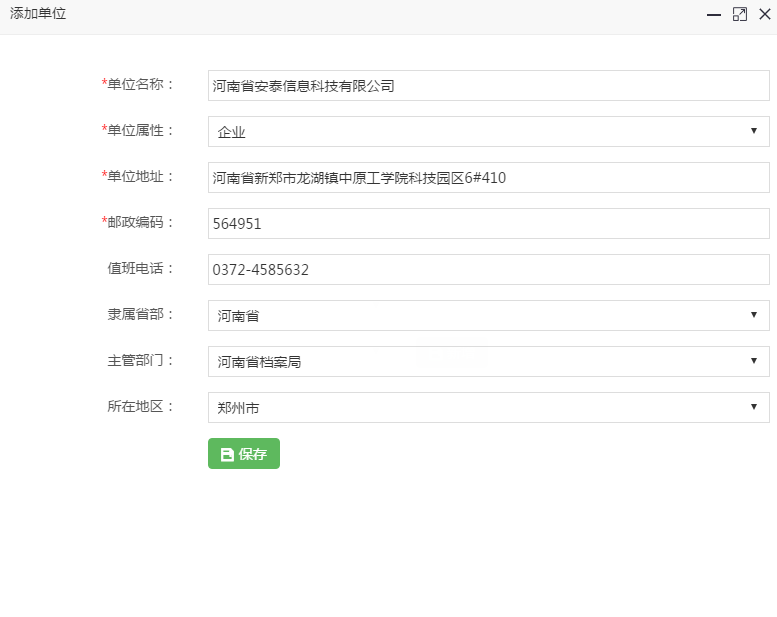 添加单位
*单位名称： 河南省安泰信息科技有限公司
*单位属性： 企业
*单位地址： 河南省新郑市龙湖镇中原工学院科技园区6#410
*邮政编码： 564951
值班电话： 0372-4585632
隶属省部： 河南省
主管部门： 河南省档案局
所在地区： 郑州市
保存